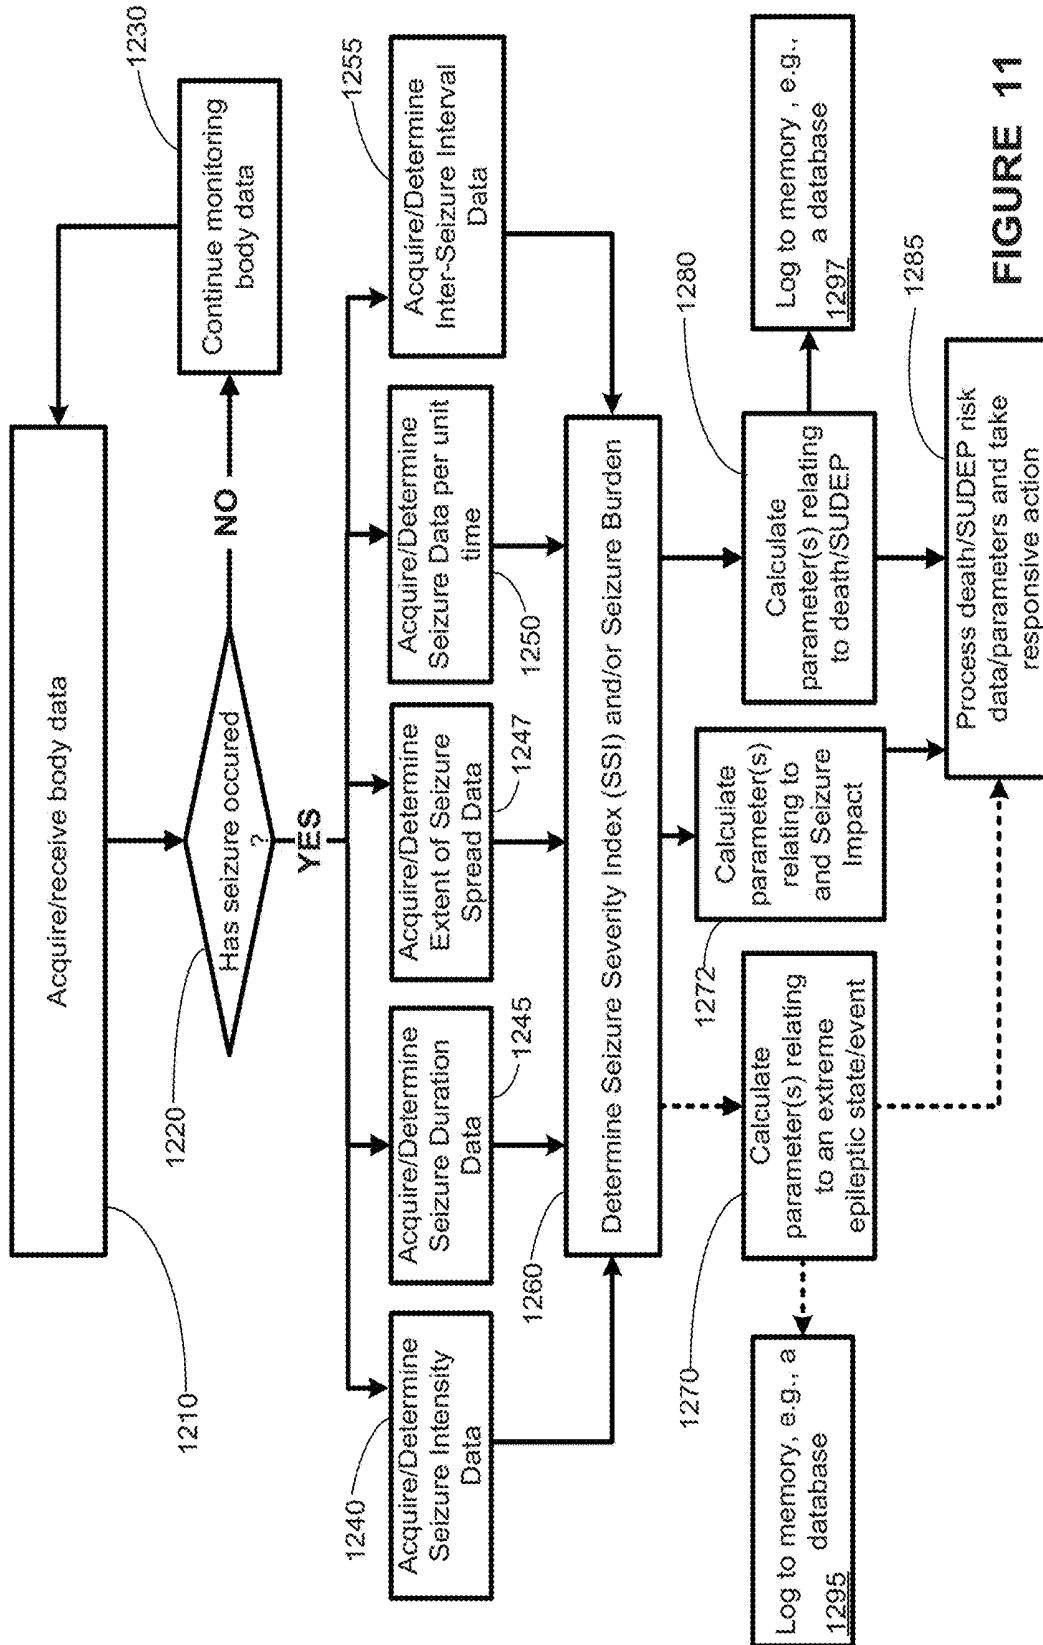 Acquire/receive body data
1210
Has seizure occured
?
1220
NO
YES
Continue monitoring
body data
1230
Acquire/Determine
Seizure Intensity
Data
1240
Acquire/Determine
Seizure Duration
Data
1245
Acquire/Determine
Extent of Seizure
Spread Data
1247
Acquire/Determine
Seizure Data per unit
time
1250
Acquire/Determine
Inter-Seizure Interval
Data
1255
Determine Seizure Severity Index (SSI) and/or Seizure Burden
1260
Log to memory, e.g., a
database
1295
Calculate
parameter(s) relating
to an extreme
epileptic state/event
1270
Calculate
parameter(s)
relating to
and Seizure
Impact
1272
Calculate
parameter(s) relating
to death/SUDEP
1280
Log to memory , e.g.,
a database
1297
Process death/SUDEP risk
data/parameters and take
responsive action
1285
FIGURE 11